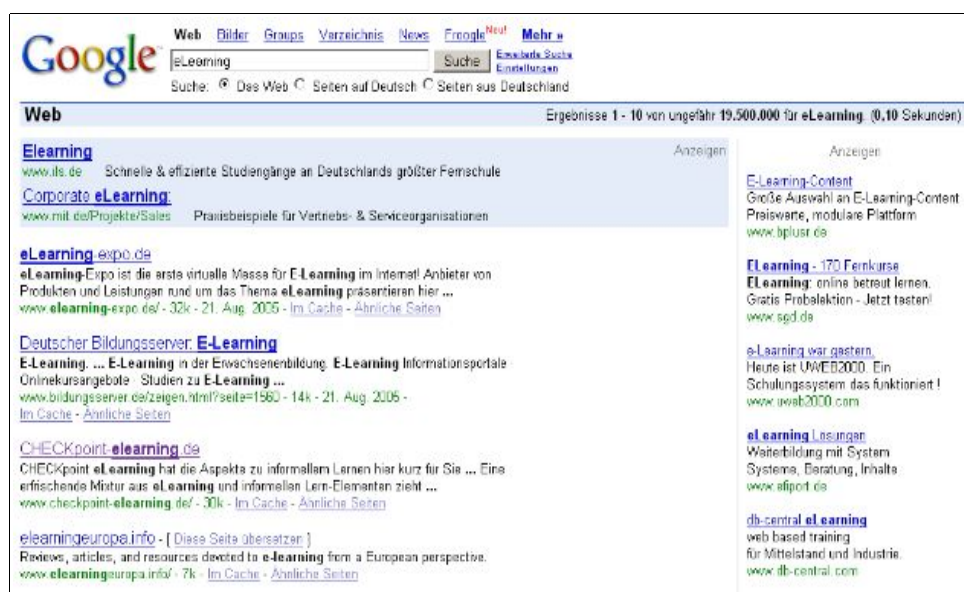 Google
Web Bilder Groups Verzeichnis News Froogle Neu! Mehr »
eLearning Suche Erweiterte Suche
Einstellungen
Suche: Das Web Seiten auf Deutsch Seiten aus Deutschland
Web Ergebnisse 1 - 10 von ungefähr 19.500.000 für eLearning. (0,10 Sekunden)
Elearning Anzeigen
www.ils.de Schnelle & effiziente Studiengänge an Deutschlands größter Fernschule
Corporate eLearning:
www.mit.de/Projekte/Sales Praxisbeispiele für Vertriebs- & Serviceorganisationen
eLearning-expo.de
eLearning-Expo ist die erste virtuelle Messe für E-Learning im Internet! Anbieter von
Produkten und Leistungen rund um das Thema eLearning präsentieren hier ...
www.elearning-expo.de/ - 32k - 21. Aug. 2005 - Im Cache - Ähnliche Seiten
Deutscher Bildungsserver: E-Learning
E-Learning. ... E-Learning in der Erwachsenenbildung. E-Learning Informationsportale
Onlinekursangebote · Studien zu E-Learning ...
www.bildungsserver.de/zeigen.html?seite=1560 - 14k - 21. Aug. 2005 -
Im Cache - Ähnliche Seiten
CHECKpoint-elearning.de
CHECKpoint eLearning hat die Aspekte zu informellem Lernen hier kurz für Sie ... Eine
erfrischende Mixtur aus eLearning und informellen Lern-Elementen zieht ...
www.checkpoint-elearning.de/ - 30k - Im Cache - Ähnliche Seiten
elearningeuropa.info - [ Diese Seite übersetzen ]
Reviews, articles, and resources devoted to e-learning from a European perspective.
www.elearningeuropa.info/ - 7k - Im Cache - Ähnliche Seiten
Anzeigen
E-Learning-Content
Große Auswahl an E-Learning-Content
Preiswerte, modulare Plattform
www.bplusr.de
ELearning - 170 Fernkurse
ELearning: online betreut lernen.
Gratis Probelektion - Jetzt testen!
www.sgd.de
e-Learning war gestern.
Heute ist UWEB2000. Ein
Schulungssystem das funktioniert !
www.uweb2000.com
eLearning Lösungen
Weiterbildung mit System
Systeme, Beratung, Inhalte
www.efiport.de
db-central eLearning
web based training
für Mittelstand und Industrie.
www.db-central.com